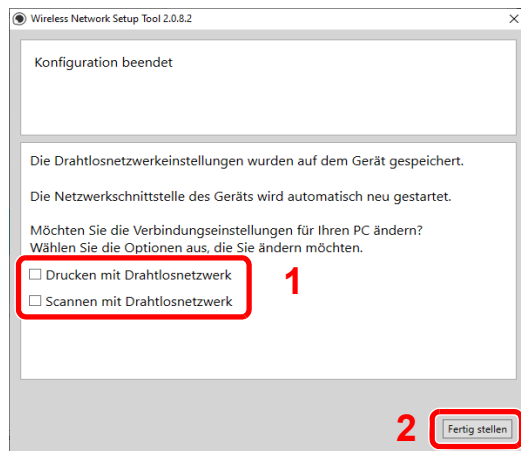 Wireless Network Setup Tool 2.0.8.2
Konfiguration beendet
Die Drahtlosnetzwerkeinstellungen wurden auf dem Gerät gespeichert.
Die Netzwerkschnittstelle des Geräts wird automatisch neu gestartet.
Möchten Sie die Verbindungseinstellungen für Ihren PC ändern?
Wählen Sie die Optionen aus, die Sie ändern möchten.
Drucken mit Drahtlosnetzwerk
1
Scannen mit Drahtlosnetzwerk
2
Fertig stellen